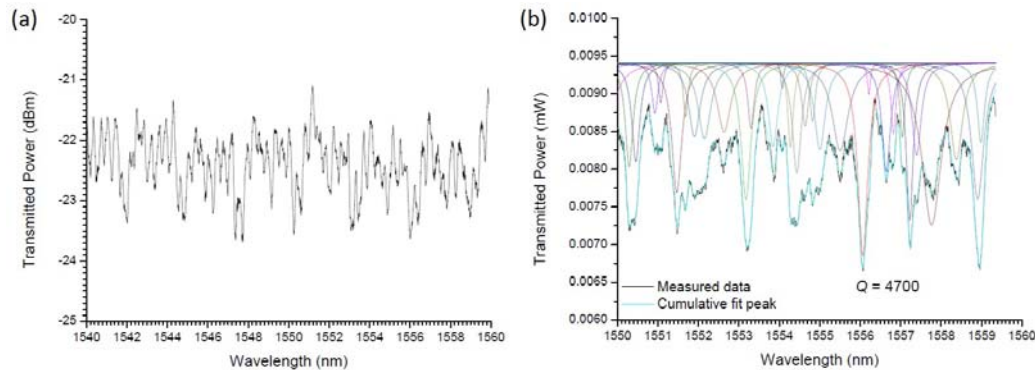 (a)
-20
-21
-22
-23
-24
-25
Transmitted Power (dBm)
1540 1542 1544 1546 1548 1550 1552 1554 1556 1558 1560
Wavelength (nm)
(b)
0.0100
0.0095
0.0090
0.0085
0.0080
0.0075
0.0070
0.0065
0.0060
Transmitted Power (mW)
Measured data
Cumulative fit peak
Q = 4700
1550 1551 1552 1553 1554 1555 1556 1557 1558 1559 1560
Wavelength (nm)